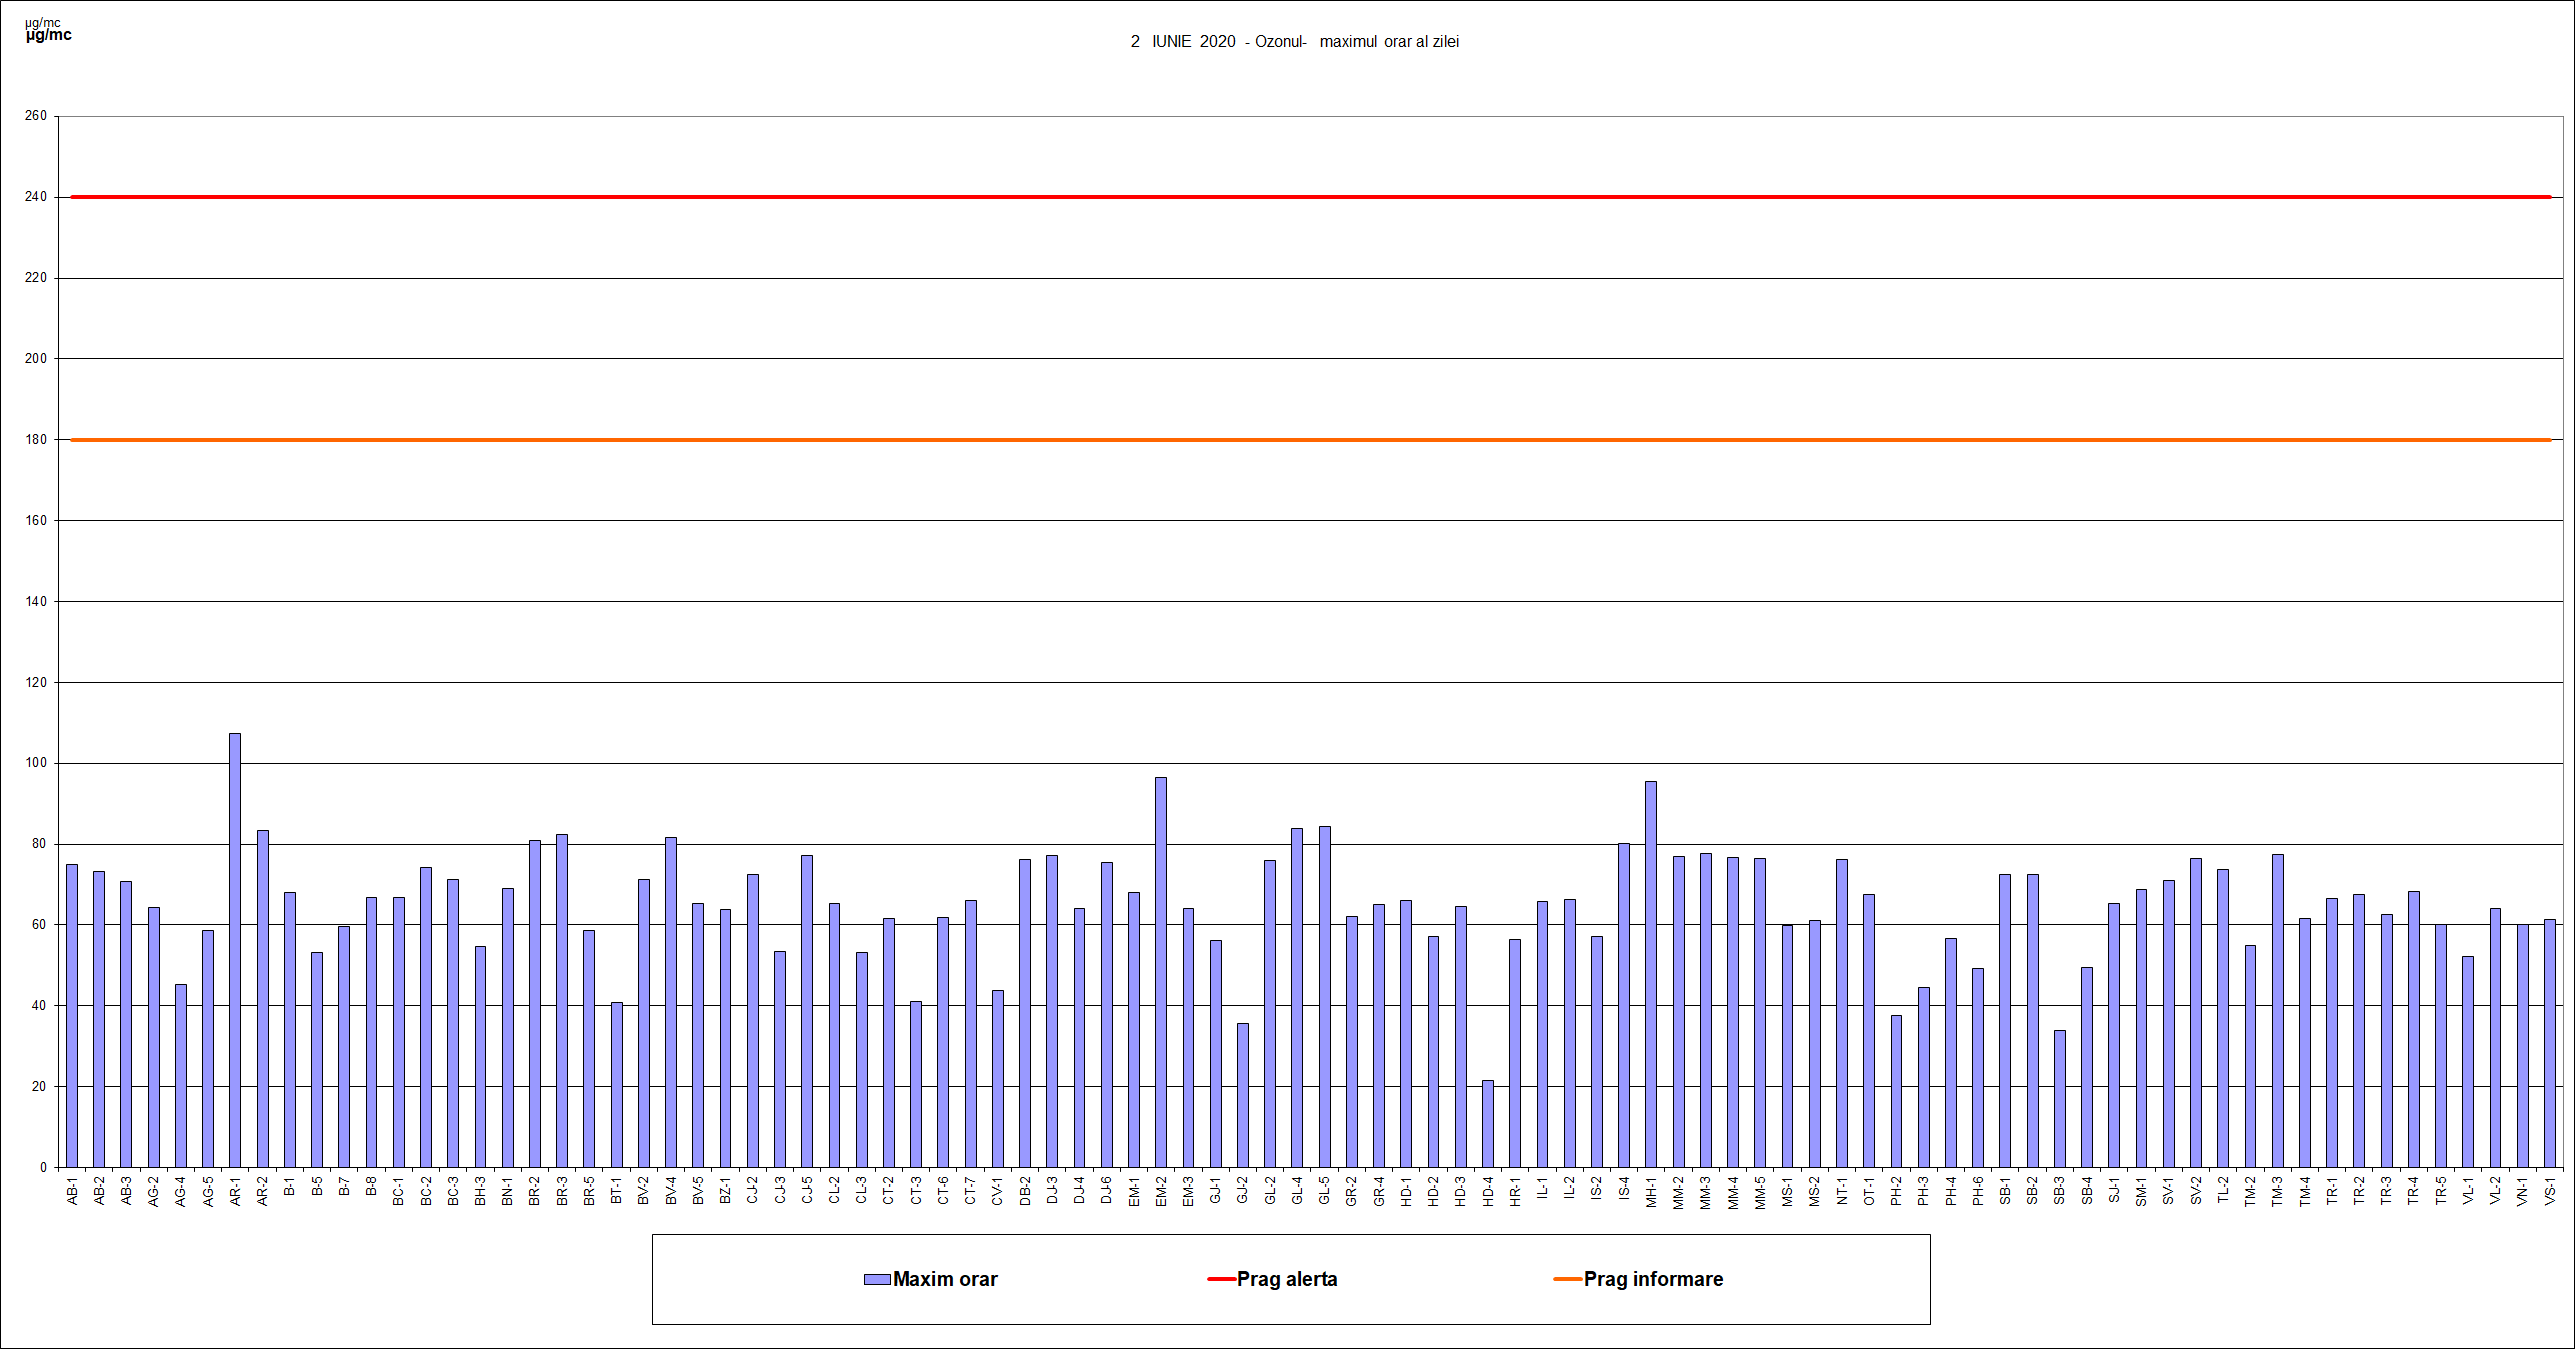 µg/mc
µg/mc
2 IUNIE 2020 - Ozonul- maximul orar al zilei
260
240
220
200
180
160
140
120
100
80
60
40
20
0
AB-1 AB-2 AB-3 AG-2 AG-4 AG-5 AR-1 AR-2 B-1 B-5 B-7 B-8 BC-1 BC-2 BC-3 BH-3 BN-1 BR-2 BR-3 BR-5 BT-1 BV-2 BV-4 BV-5 BZ-1 CJ-2 CJ-3 CJ-5 CL-2 CL-3 CT-2 CT-3 CT-6 CT-7 CV-1 DB-2 DJ-3 DJ-4 DJ-6 EM-1 EM-2 EM-3 GJ-1 GJ-2 GL-2 GL-4 GL-5 GR-2 GR-4 HD-1 HD-2 HD-3 HD-4 HR-1 IL-1 IL-2 IS-2 IS-4 MH-1 MM-2 MM-3 MM-4 MM-5 MS-1 MS-2 NT-1 OT-1 PH-2 PH-3 PH-4 PH-6 SB-1 SB-2 SB-3 SB-4 SJ-1 SM-1 SV-1 SV-2 TL-2 TM-2 TM-3 TM-4 TR-1 TR-2 TR-3 TR-4 TR-5 VL-1 VL-2 VN-1 VS-1
Maxim orar Prag alerta Prag informare